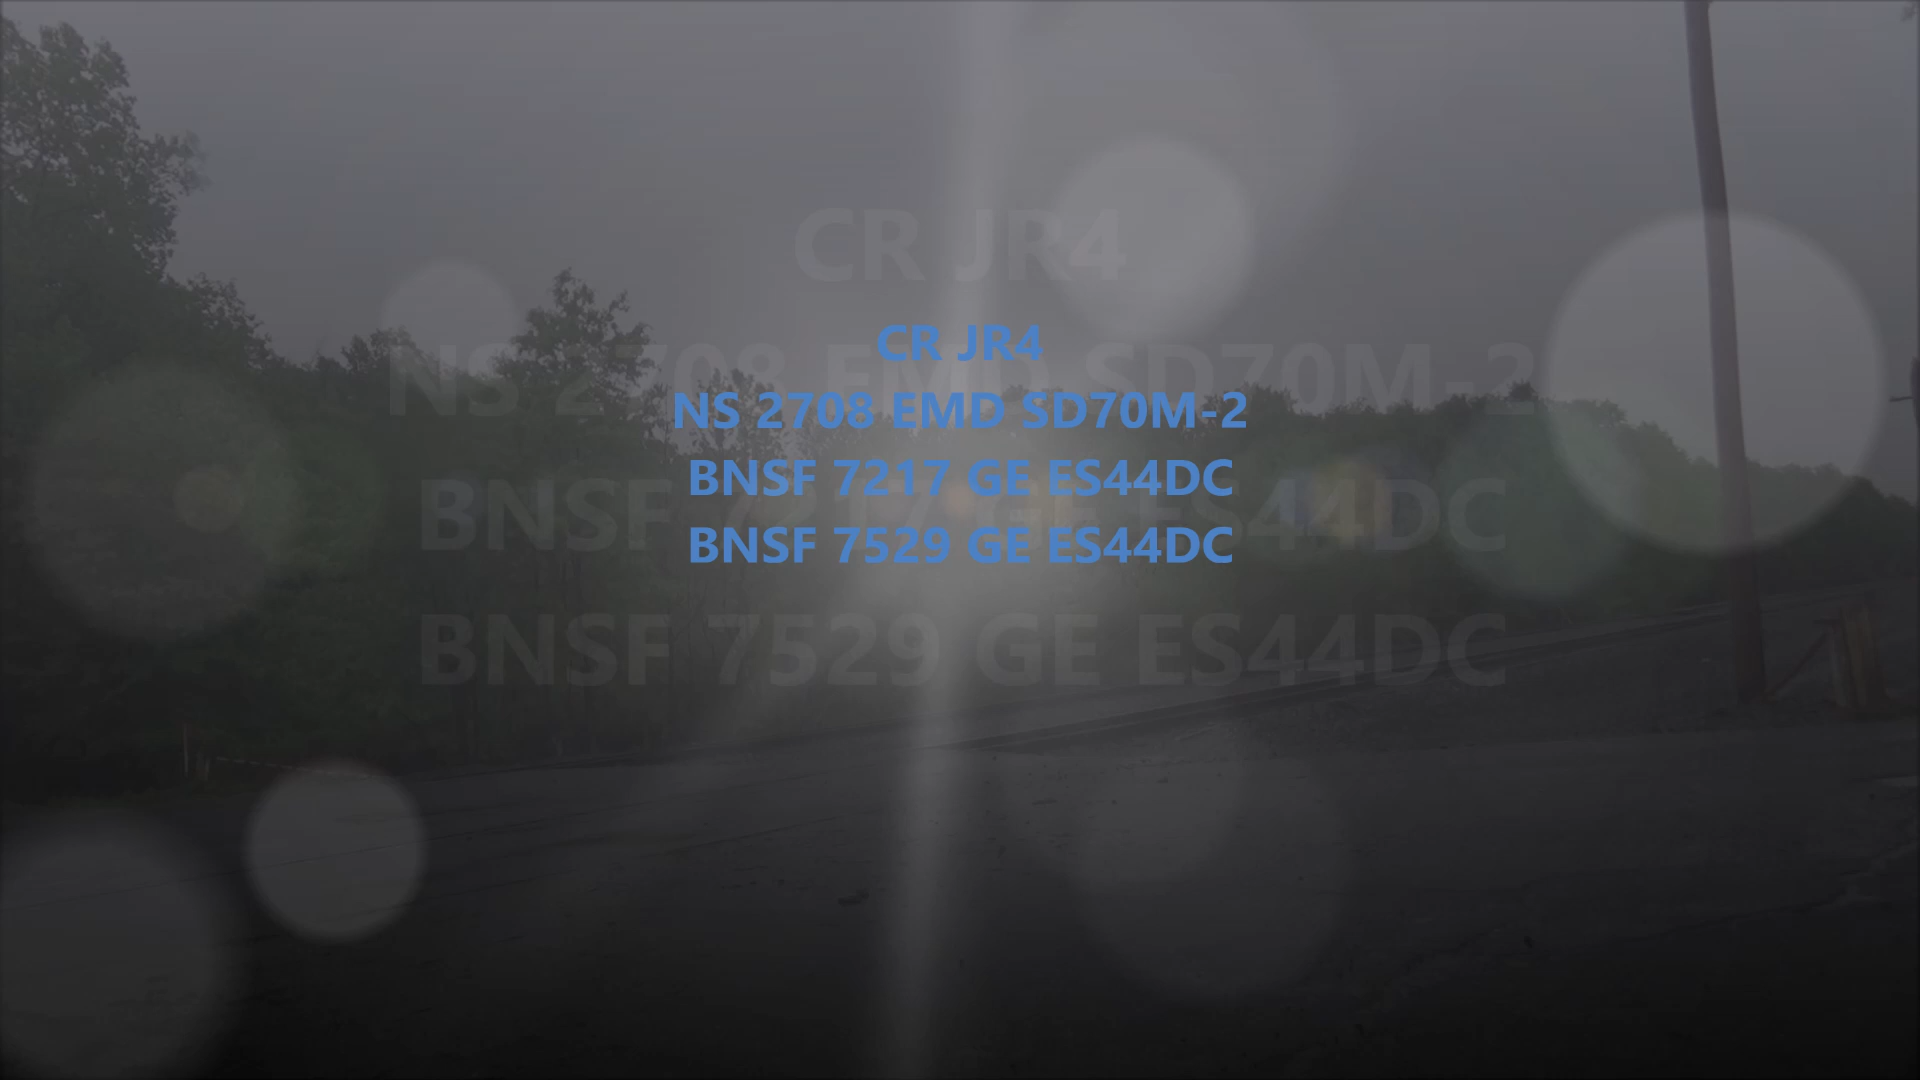 CR JR4
NS 2708 EMD SD70M-2
BNSF 7217 GE ES44DC
BNSF 7529 GE ES44DC